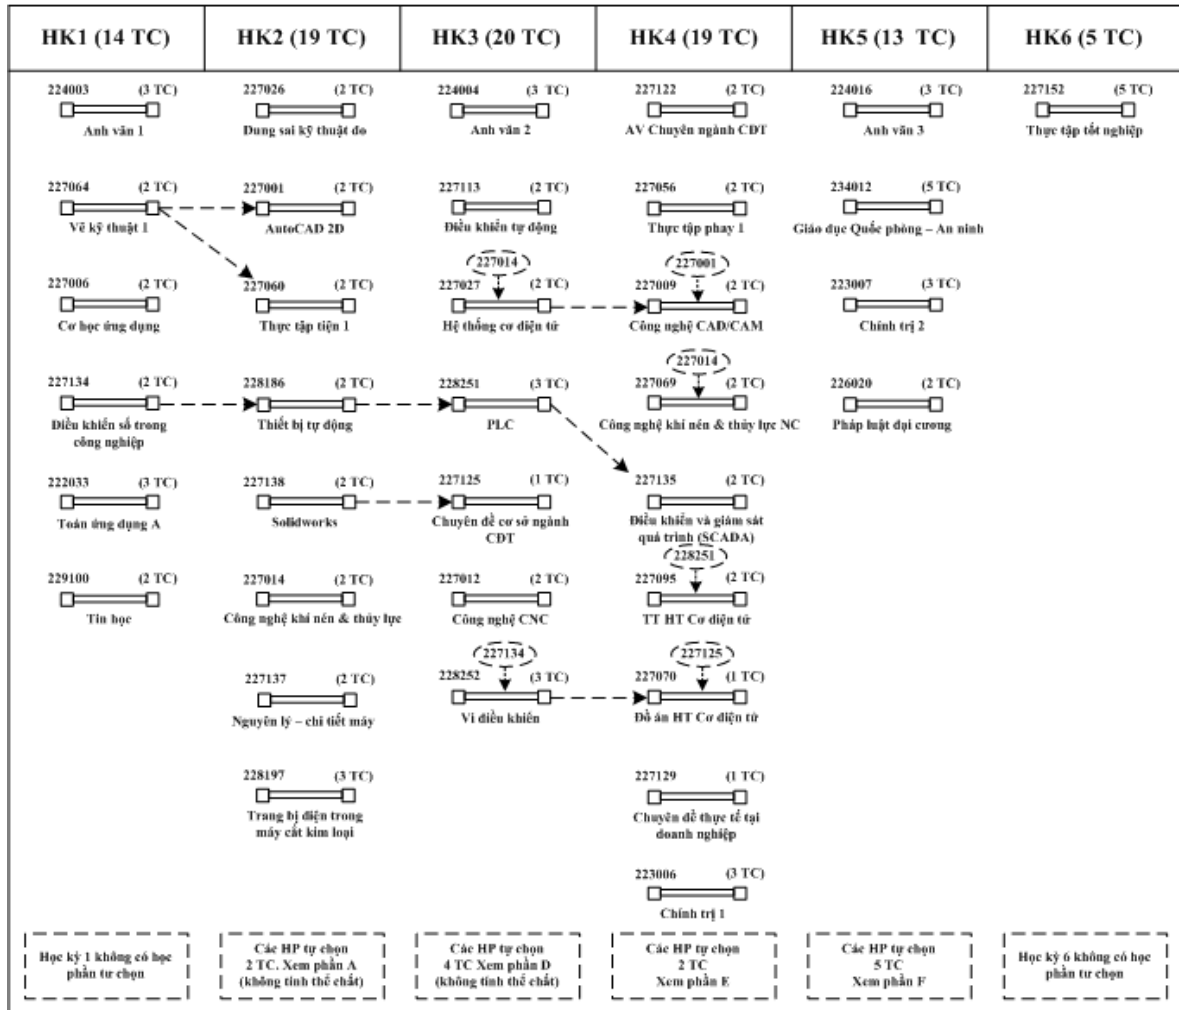 HK1 (14 TC)
HK2 (19 TC)
HK3 (20 TC)
HK4 (19 TC)
HK5 (13 TC)
HK6 (5 TC)
224003 (3 TC)
Anh văn 1
227064 (2 TC)
Vẽ kỹ thuật 1
227006 (2 TC)
Cơ học ứng dụng
227134 (2 TC)
Điều khiển số trong
công nghiệp
222033 (3 TC)
Toán ứng dụng A
229100 (2 TC)
Tin học
Học kỳ 1 không có học
phần tư chọn
227026 (2 TC)
Dung sai kỹ thuật đo
227001 (2 TC)
AutoCAD 2D
227060 (2 TC)
Thực tập tiện 1
228186 (2 TC)
Thiết bị tự động
227138 (2 TC)
Solidworks
227014 (2 TC)
Công nghệ khí nén & thủy lực
227137 (2 TC)
Nguyên lý – chi tiết máy
228197 (3 TC)
Trang bị điện trong
máy cắt kim loại
Các HP tự chọn
2 TC. Xem phần A
(không tính thể chất)
224004 (3 TC)
Anh văn 2
227113 (2 TC)
Điều khiển tự động
227014
227027 (2 TC)
Hệ thống cơ điện tử
228251 (3 TC)
PLC
227125 (1 TC)
Chuyên đề cơ sở ngành
CĐT
227012 (2 TC)
Công nghệ CNC
227134
228252 (3 TC)
Vi điều khiển
Các HP tự chọn
4 TC Xem phần D
(không tính thể chất)
227122 (2 TC)
AV Chuyên ngành CDT
227056 (2 TC)
Thực tập phay 1
227001
227009 (2 TC)
Công nghệ CAD/CAM
227014
227069 (2 TC)
Công nghệ khí nén & thủy lực NC
227135 (2 TC)
Điều khiển và giám sát
quá trình (SCADA)
228251
227095 (2 TC)
TT HT Cơ điện tử
227125
227070 (1 TC)
Đồ án HT Cơ điện tử
227129 (1 TC)
Chuyên đề thực tế tại
doanh nghiệp
223006 (3 TC)
Chính trị 1
Các HP tự chọn
2 TC
Xem phần E
224016 (3 TC)
Anh văn 3
234012 (5 TC)
Giáo dục Quốc phòng – An ninh
223007 (3 TC)
Chính trị 2
226020 (2 TC)
Pháp luật đại cương
Các HP tự chọn
5 TC
Xem phần F
227152 (5 TC)
Thực tập tốt nghiệp
Học kỳ 6 không có học
phần tư chọn